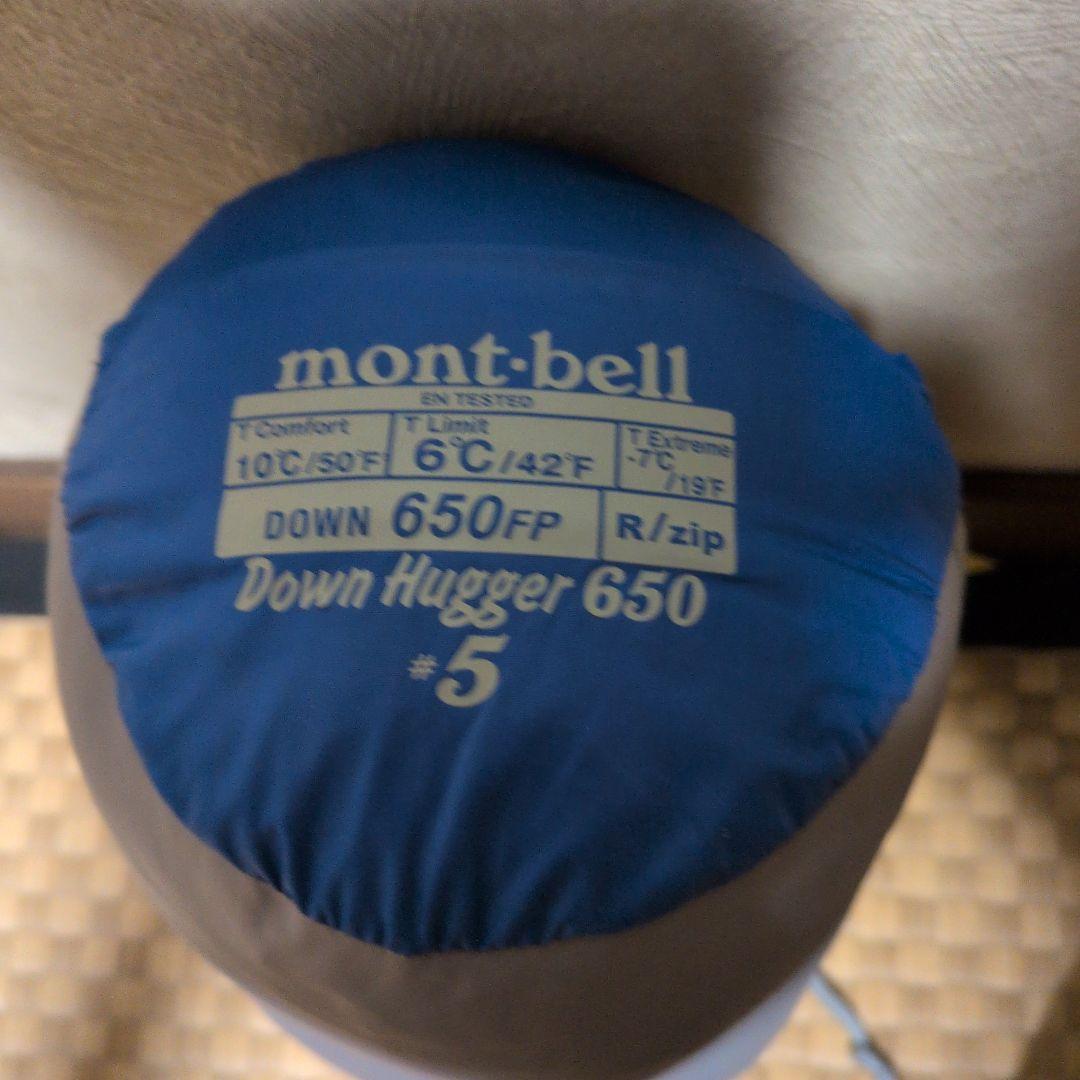 mont·bell
EN TESTED
T Comfort
10℃/50°F
T Limit
6℃/42°F
T Extreme
-7℃
/19°F
DOWN 650FP
R/zip
Down Hugger 650
#5